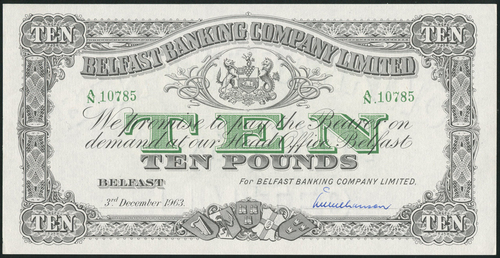 TEN TEN
BELFAST BANKING COMPANY LIMITED
A/N.10785 A/N.10785
TEN
We promise to pay the Bearer on
demand at our Head Office Belfast
TEN POUNDS
BELFAST For BELFAST BANKING COMPANY LIMITED.
3rd December 1963.
TEN TEN